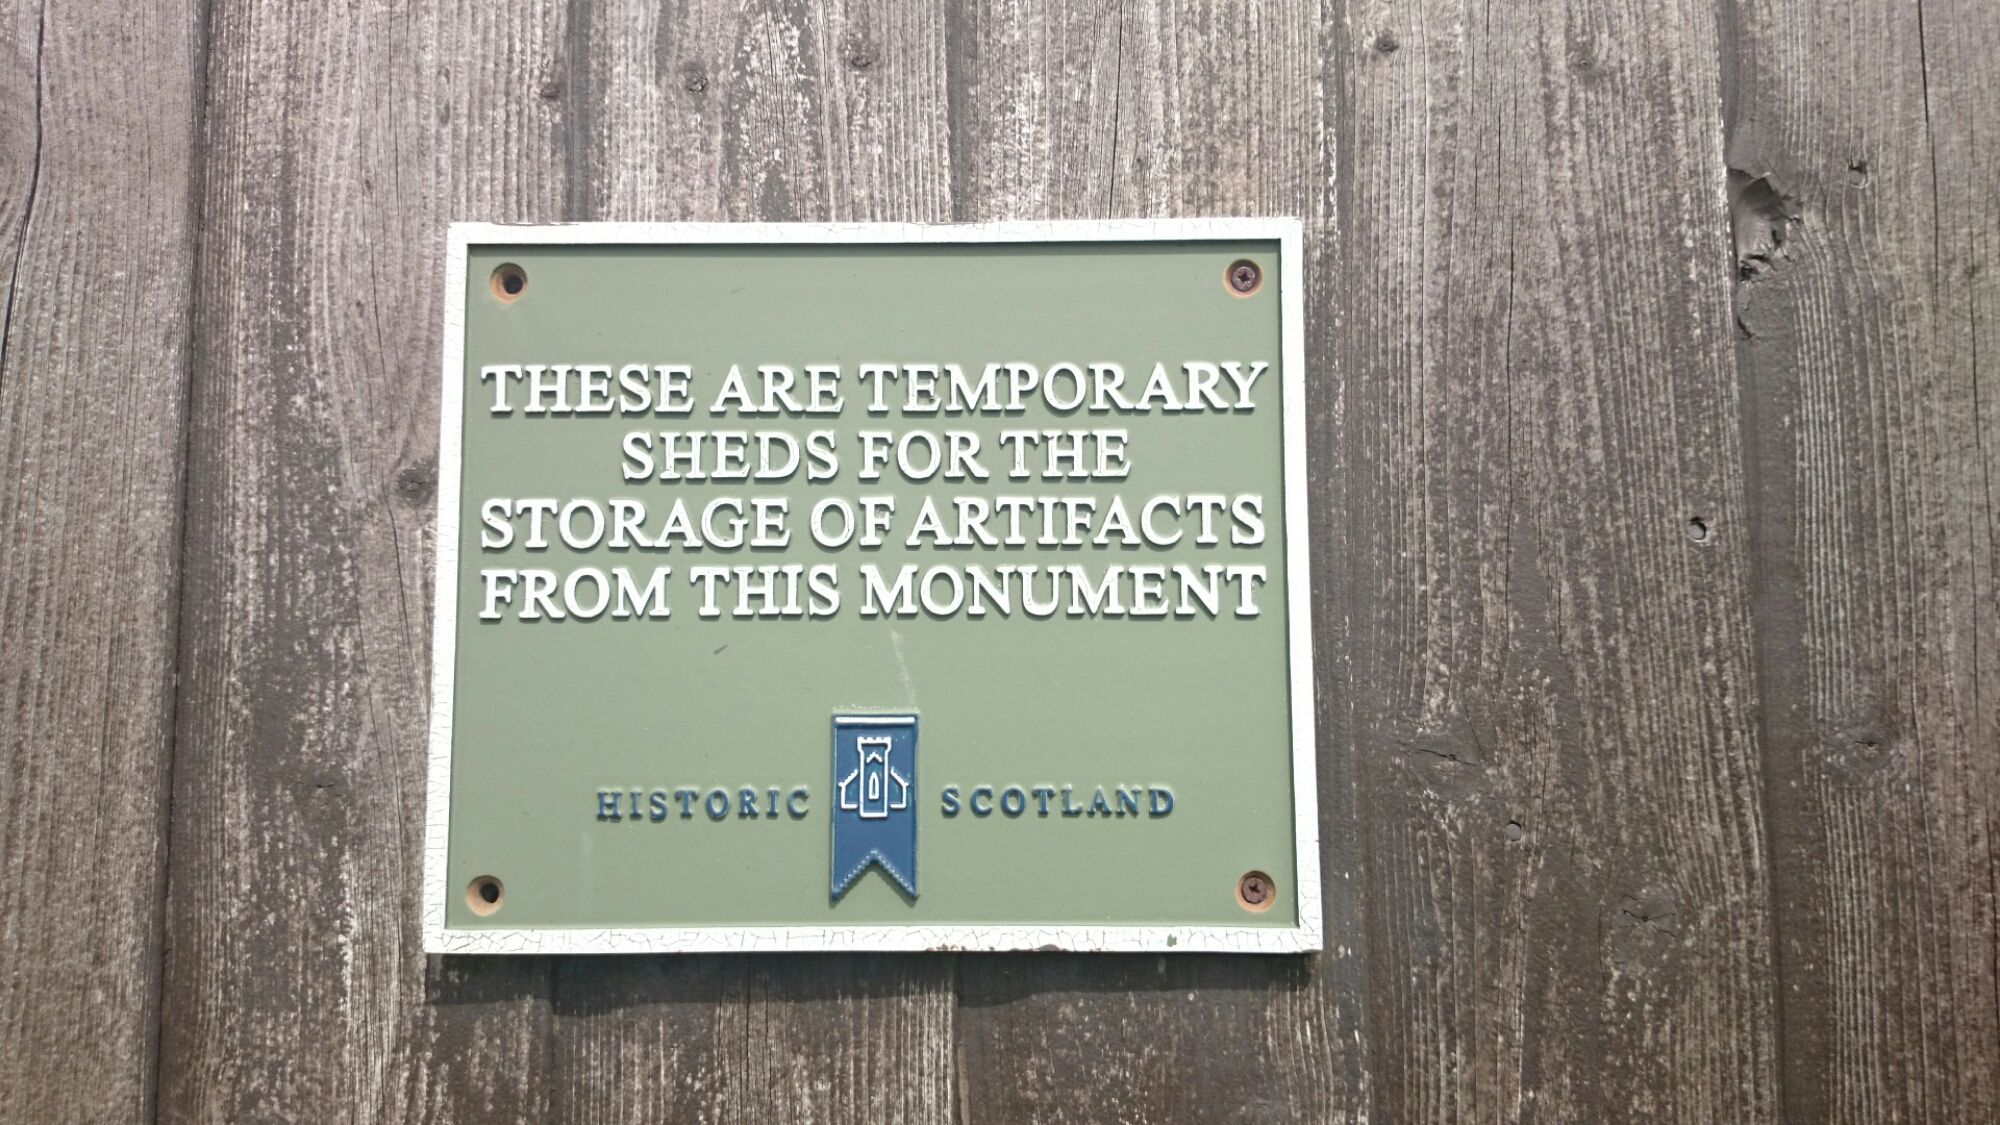 THESE ARE TEMPORARY
SHEDS FOR THE
STORAGE OF ARTIFACTS
FROM THIS MONUMENT
HISTORIC SCOTLAND